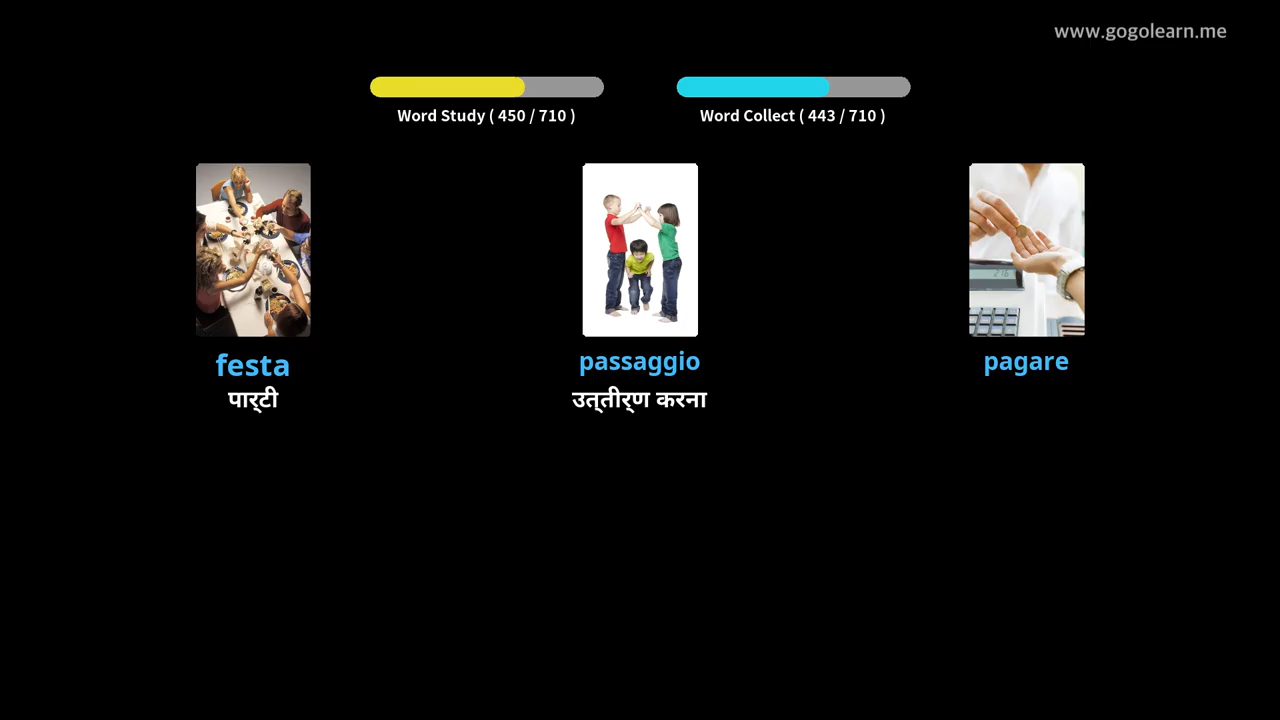 www.gogolearn.me
Word Study ( 450 / 710 )
Word Collect ( 443 / 710 )
festa
passaggio
pagare
पार्‌टी
उत्‌तीर्‌ण करना